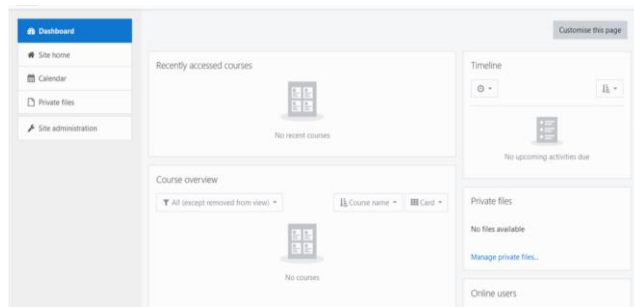 Dashboard
Site home
Calendar
Private files
Site administration
Customise this page
Recently accessed courses
No recent courses
Course overview
All (except removed from view)
Course name
Card
No courses
Timeline
No upcoming activities due
Private files
No files available
Manage private files...
Online users